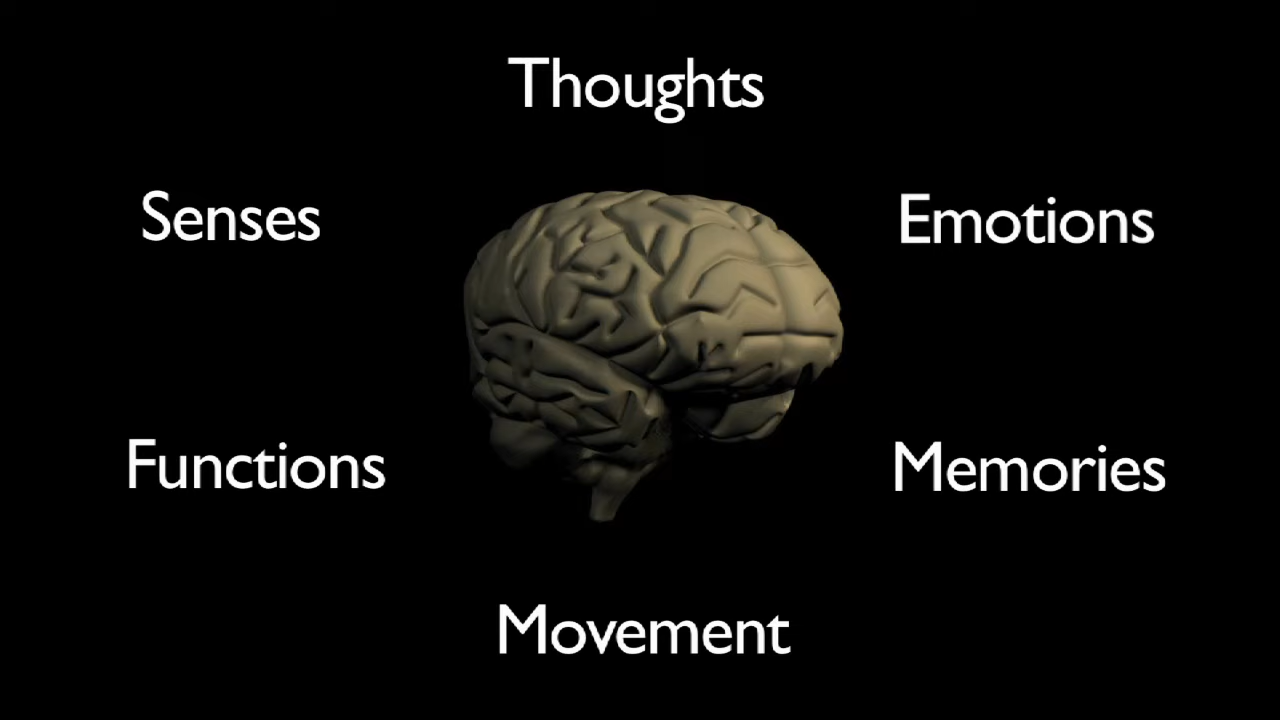 Thoughts
Senses
Emotions
Functions
Memories
Movement